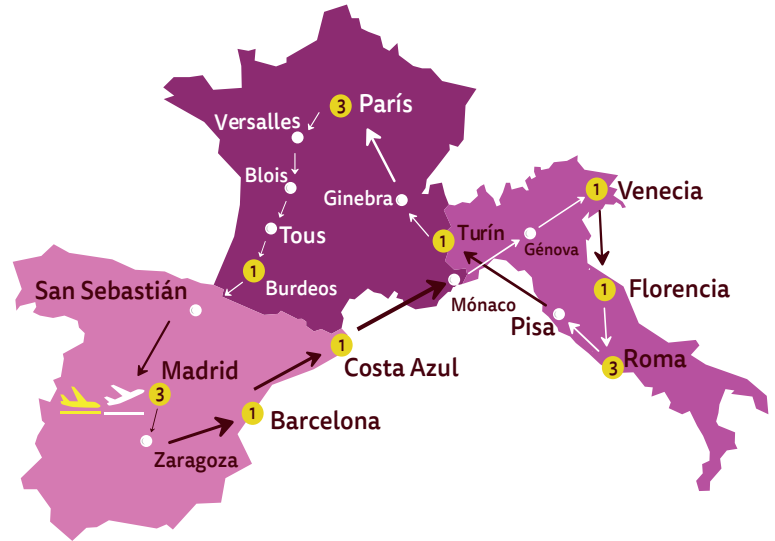 3 París
Versalles
Blois
Ginebra
1 Venecia
Tous
1 Turín
Génova
1 Burdeos
San Sebastián
Mónaco
1 Florencia
Pisa
1
Costa Azul
3 Roma
Madrid
3
1 Barcelona
Zaragoza